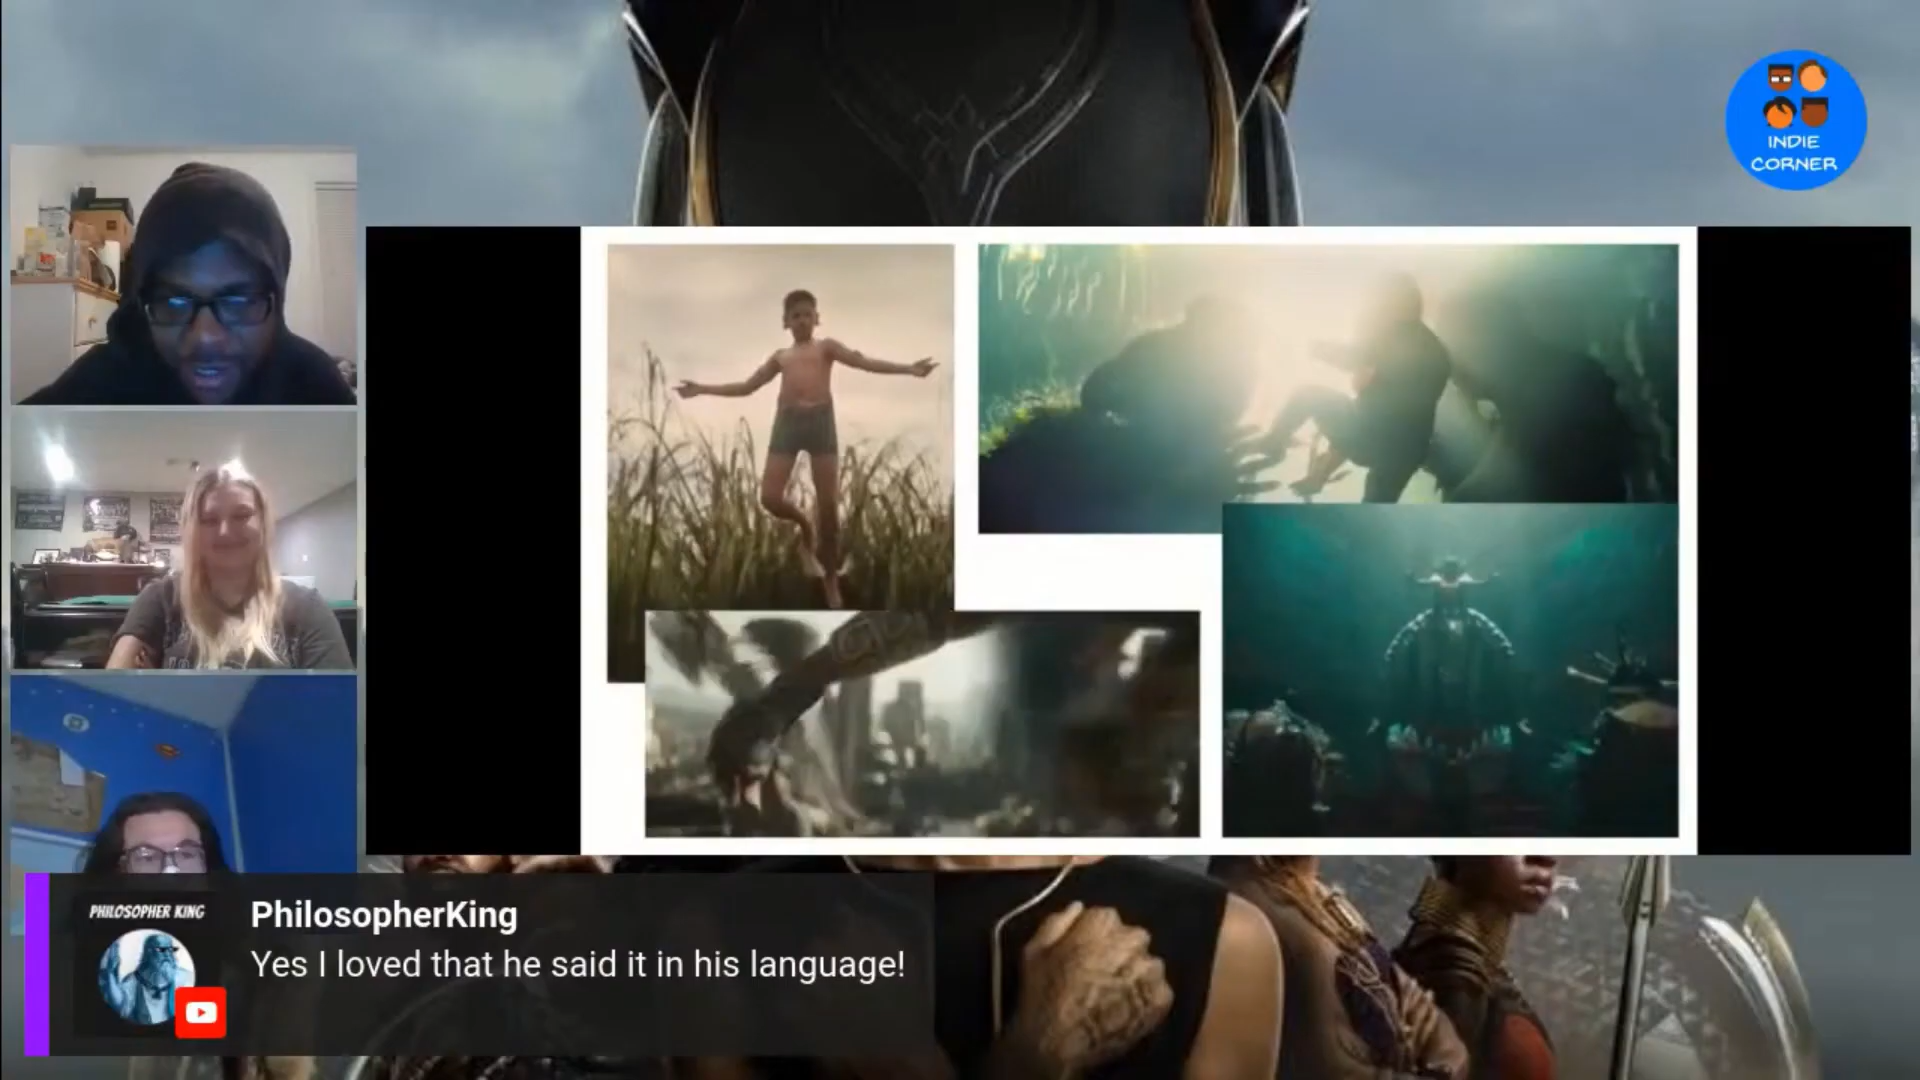 INDIE
CORNER
PHILOSOPHER KING
PhilosopherKing
Yes I loved that he said it in his language!